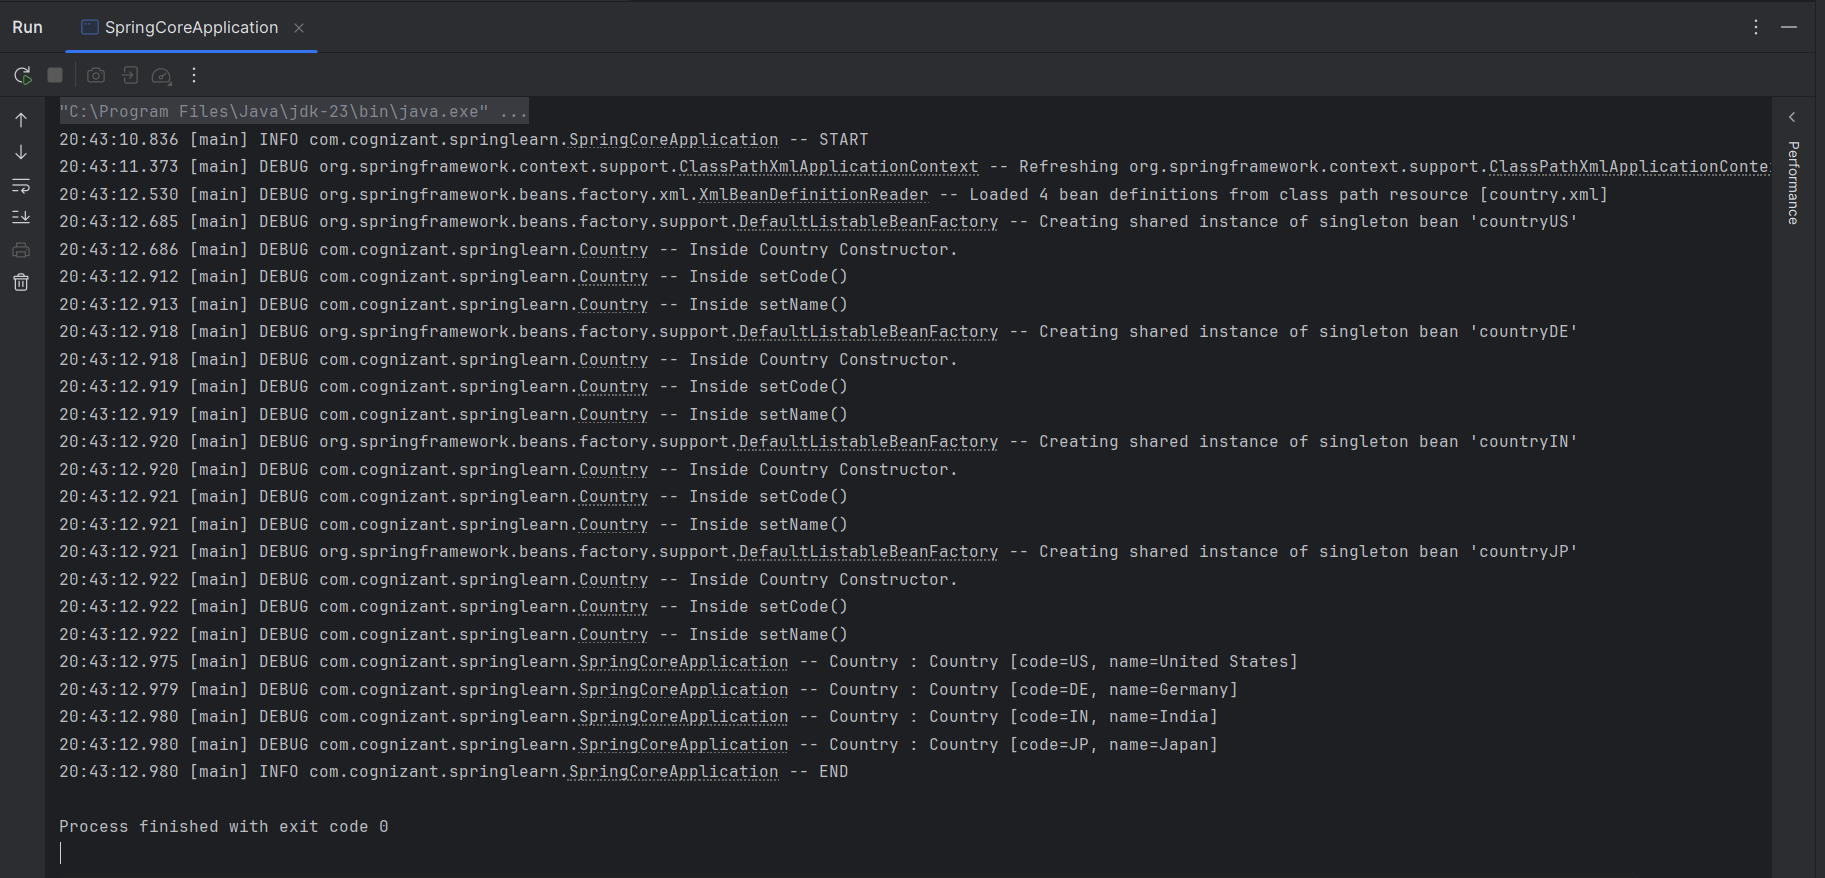 Run SpringCoreApplication
"C:\Program Files\Java\jdk-23\bin\java.exe" ...
20:43:10.836 [main] INFO com.cognizant.springlearn.SpringCoreApplication -- START
20:43:11.373 [main] DEBUG org.springframework.context.support.ClassPathXmlApplicationContext -- Refreshing org.springframework.context.support.ClassPathXmlApplicationConte
20:43:12.530 [main] DEBUG org.springframework.beans.factory.xml.XmlBeanDefinitionReader -- Loaded 4 bean definitions from class path resource [country.xml]
20:43:12.685 [main] DEBUG org.springframework.beans.factory.support.DefaultListableBeanFactory -- Creating shared instance of singleton bean 'countryUS'
20:43:12.686 [main] DEBUG com.cognizant.springlearn.Country -- Inside Country Constructor.
20:43:12.912 [main] DEBUG com.cognizant.springlearn.Country -- Inside setCode()
20:43:12.913 [main] DEBUG com.cognizant.springlearn.Country -- Inside setName()
20:43:12.918 [main] DEBUG org.springframework.beans.factory.support.DefaultListableBeanFactory -- Creating shared instance of singleton bean 'countryDE'
20:43:12.918 [main] DEBUG com.cognizant.springlearn.Country -- Inside Country Constructor.
20:43:12.919 [main] DEBUG com.cognizant.springlearn.Country -- Inside setCode()
20:43:12.919 [main] DEBUG com.cognizant.springlearn.Country -- Inside setName()
20:43:12.920 [main] DEBUG org.springframework.beans.factory.support.DefaultListableBeanFactory -- Creating shared instance of singleton bean 'countryIN'
20:43:12.920 [main] DEBUG com.cognizant.springlearn.Country -- Inside Country Constructor.
20:43:12.921 [main] DEBUG com.cognizant.springlearn.Country -- Inside setCode()
20:43:12.921 [main] DEBUG com.cognizant.springlearn.Country -- Inside setName()
20:43:12.921 [main] DEBUG org.springframework.beans.factory.support.DefaultListableBeanFactory -- Creating shared instance of singleton bean 'countryJP'
20:43:12.922 [main] DEBUG com.cognizant.springlearn.Country -- Inside Country Constructor.
20:43:12.922 [main] DEBUG com.cognizant.springlearn.Country -- Inside setCode()
20:43:12.922 [main] DEBUG com.cognizant.springlearn.Country -- Inside setName()
20:43:12.975 [main] DEBUG com.cognizant.springlearn.SpringCoreApplication -- Country : Country [code=US, name=United States]
20:43:12.979 [main] DEBUG com.cognizant.springlearn.SpringCoreApplication -- Country : Country [code=DE, name=Germany]
20:43:12.980 [main] DEBUG com.cognizant.springlearn.SpringCoreApplication -- Country : Country [code=IN, name=India]
20:43:12.980 [main] DEBUG com.cognizant.springlearn.SpringCoreApplication -- Country : Country [code=JP, name=Japan]
20:43:12.980 [main] INFO com.cognizant.springlearn.SpringCoreApplication -- END
Process finished with exit code 0
Performance